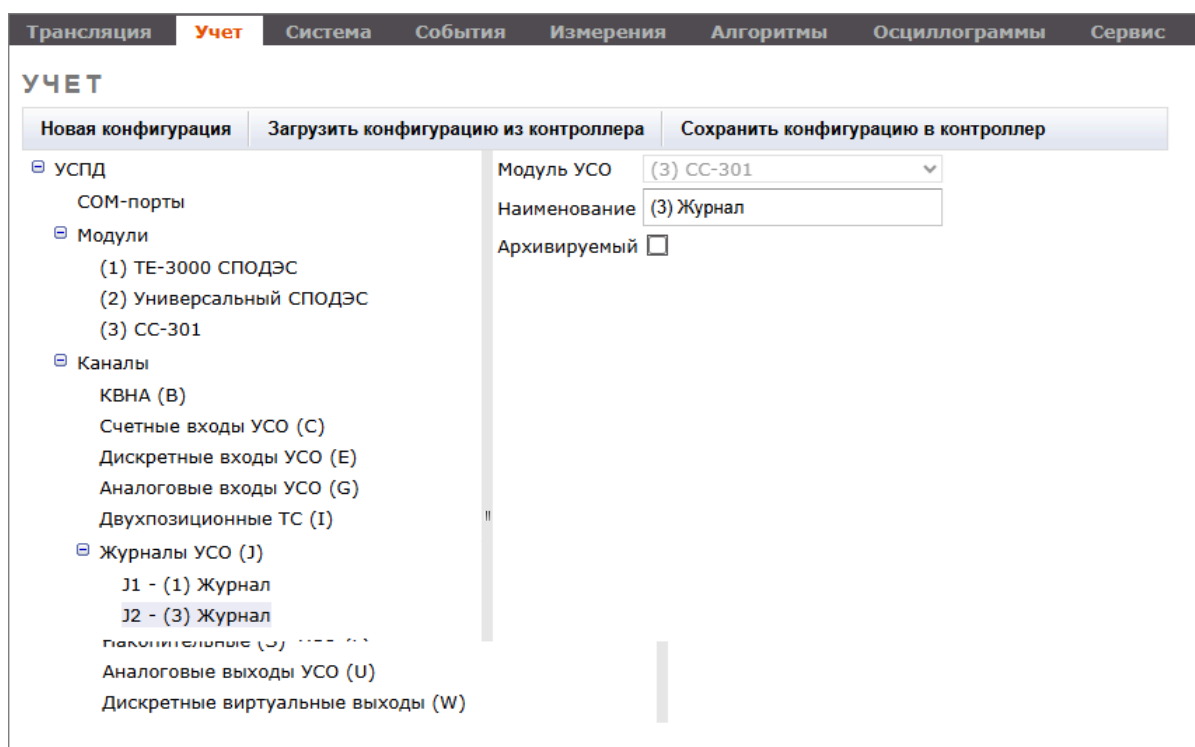 Трансляция Учет Система События Измерения Алгоритмы Осциллограммы Сервис
УЧЕТ
Новая конфигурация Загрузить конфигурацию из контроллера Сохранить конфигурацию в контроллер
УСПД
COM-порты
Модули
(1) TE-3000 СПОДЭС
(2) Универсальный СПОДЭС
(3) СС-301
Каналы
КВНА (B)
Счетные входы УСО (C)
Дискретные входы УСО (E)
Аналоговые входы УСО (G)
Двухпозиционные ТС (I)
Журналы УСО (J)
J1 - (1) Журнал
J2 - (3) Журнал
Накопительные
Аналоговые выходы УСО (U)
Дискретные виртуальные выходы (W)
Модуль УСО (3) СС-301
Наименование (3) Журнал
Архивируемый